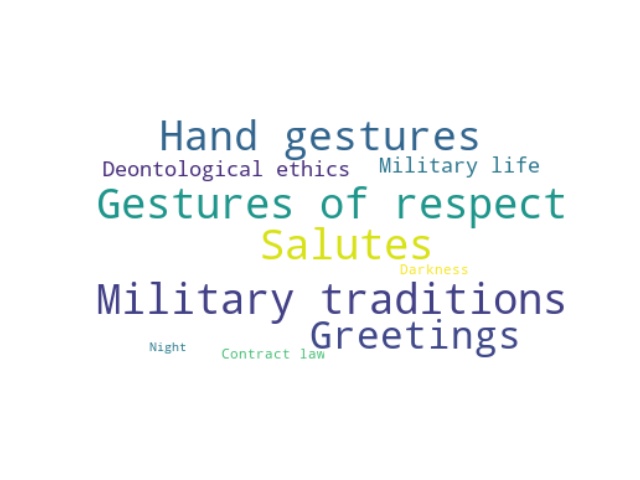 Hand gestures
Deontological ethics Military life
Gestures of respect
Salutes
Darkness
Military traditions
Greetings
Night
Contract law